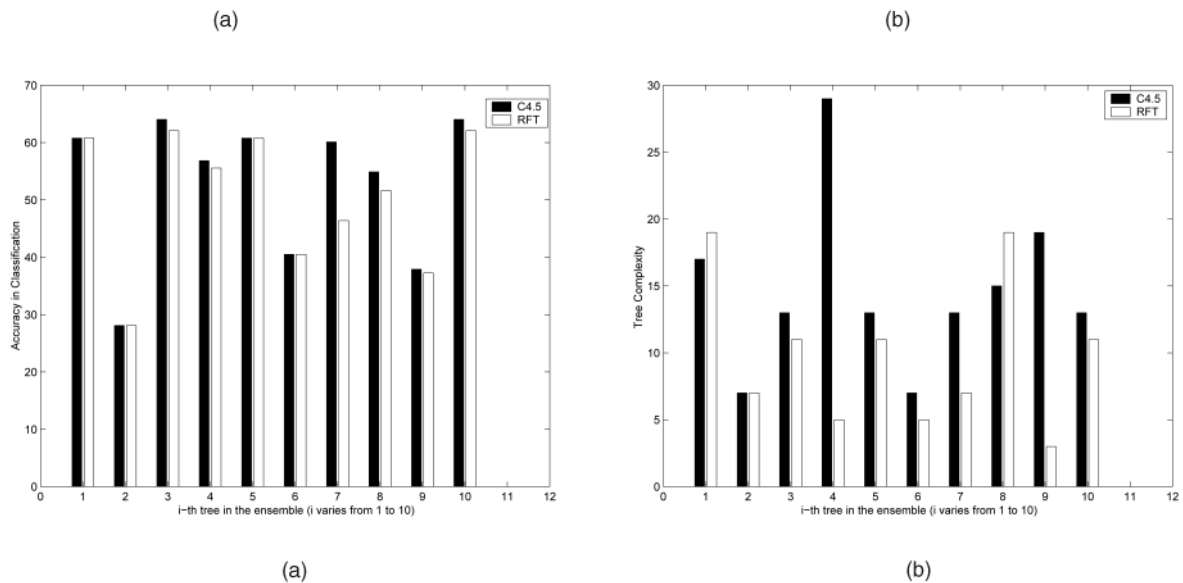 (a)
(b)
70
60
50
40
30
20
10
0
Accuracy in Classification
C4.5
RFT
0 1 2 3 4 5 6 7 8 9 10 11 12
i-th tree in the ensemble (i varies from 1 to 10)
(a)
30
25
20
15
10
5
0
Tree Complexity
C4.5
RFT
0 1 2 3 4 5 6 7 8 9 10 11 12
i-th tree in the ensemble (i varies from 1 to 10)
(b)